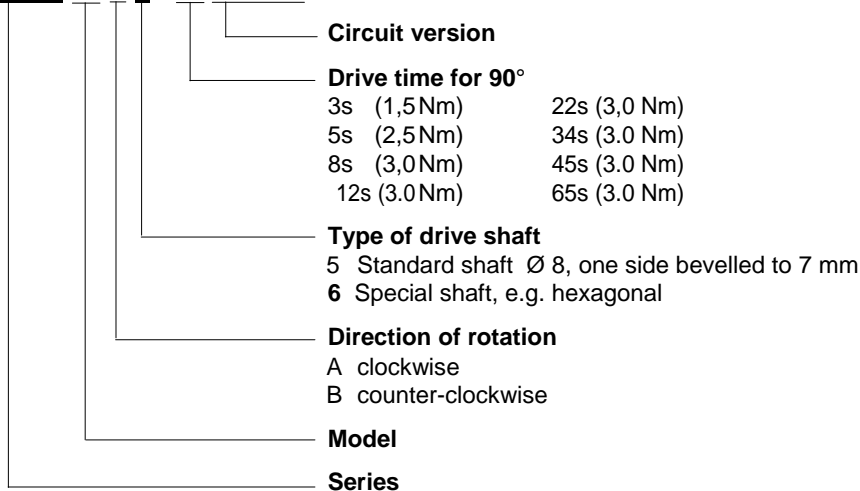 Circuit version
Drive time for 90°
3s (1,5 Nm) 22s (3,0 Nm)
5s (2,5 Nm) 34s (3.0 Nm)
8s (3,0 Nm) 45s (3.0 Nm)
12s (3.0 Nm) 65s (3.0 Nm)
Type of drive shaft
5 Standard shaft Ø 8, one side bevelled to 7 mm
6 Special shaft, e.g. hexagonal
Direction of rotation
A clockwise
B counter-clockwise
Model
Series